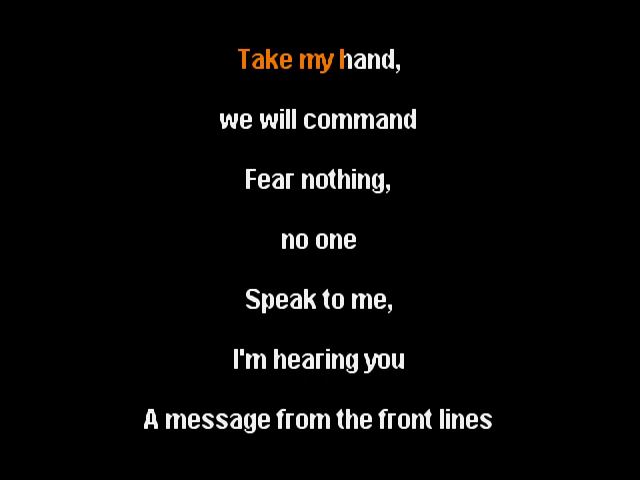 Take my hand,
we will command
Fear nothing,
no one
Speak to me,
I'm hearing you
A message from the front lines